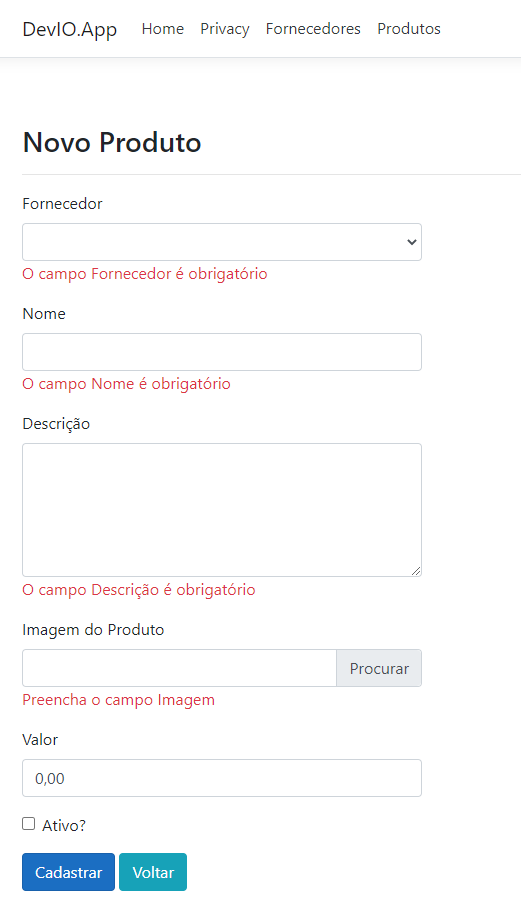 DevIO.App Home Privacy Fornecedores Produtos
Novo Produto
Fornecedor
O campo Fornecedor é obrigatório
Nome
O campo Nome é obrigatório
Descrição
O campo Descrição é obrigatório
Imagem do Produto
Procurar
Preencha o campo Imagem
Valor
0,00
Ativo?
Cadastrar Voltar